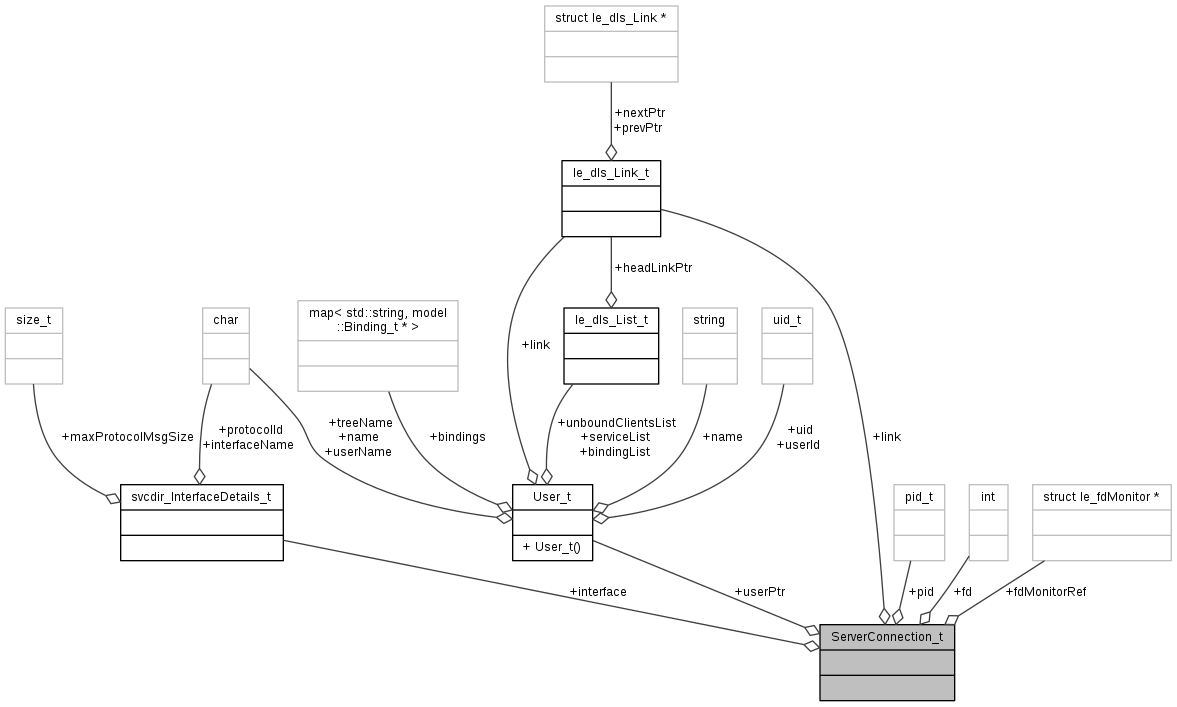 struct le_dls_Link *
+nextPtr
+prevPtr
le_dls_Link_t
+headLinkPtr
size_t
char
map< std::string, model
::Binding_t * >
+link
le_dls_List_t
string
uid_t
+maxProtocolMsgSize
+protocolId
+interfaceName
+treeName
+name
+userName
+bindings
+unboundClientsList
+serviceList
+bindingList
+name
+uid
+userId
+link
svcdir_InterfaceDetails_t
User_t
+ User_t()
pid_t
int
struct le_fdMonitor *
+interface
+userPtr
+pid
+fd
+fdMonitorRef
ServerConnection_t